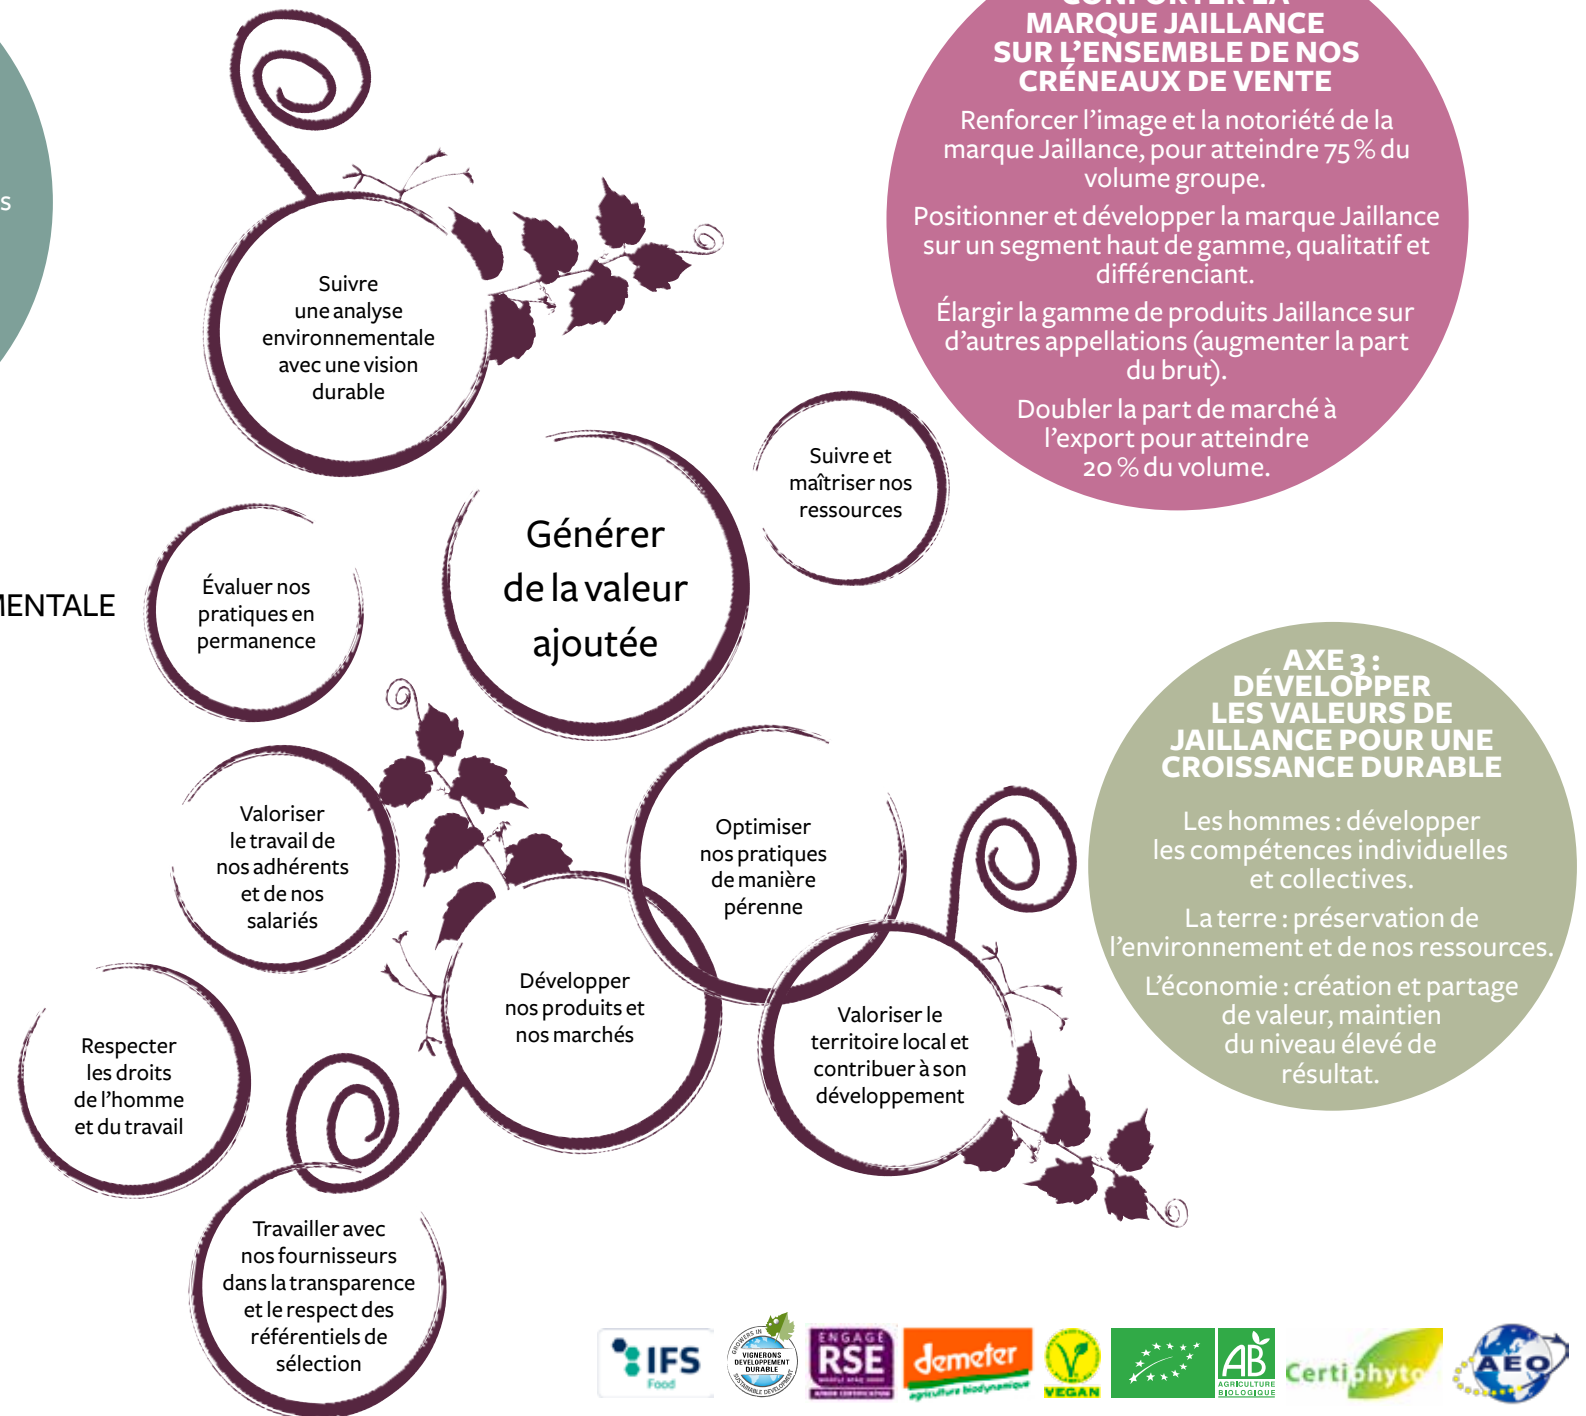 CONFORTER LA
MARQUE JAILLANCE
SUR L’ENSEMBLE DE NOS
CRÉNEAUX DE VENTE
Renforcer l’image et la notoriété de la
marque Jaillance, pour atteindre 75 % du
volume groupe.
Positionner et développer la marque Jaillance
sur un segment haut de gamme, qualitatif et
différenciant.
Élargir la gamme de produits Jaillance sur
d’autres appellations (augmenter la part
du brut).
Doubler la part de marché à
l’export pour atteindre
20 % du volume.
s
Suivre
une analyse
environnementale
avec une vision
durable
Suivre et
maîtriser nos
ressources
Générer
de la valeur
ajoutée
MENTALE
Évaluer nos
pratiques en
permanence
AXE 3 :
DÉVELOPPER
LES VALEURS DE
JAILLANCE POUR UNE
CROISSANCE DURABLE
Les hommes : développer
les compétences individuelles
et collectives.
La terre : préservation de
l’environnement et de nos ressources.
L’économie : création et partage
de valeur, maintien
du niveau élevé de
résultat.
Valoriser
le travail de
nos adhérents
et de nos
salariés
Optimiser
nos pratiques
de manière
pérenne
Développer
nos produits et
nos marchés
Valoriser le
territoire local et
contribuer à son
développement
Respecter
les droits
de l’homme
et du travail
Travailler avec
nos fournisseurs
dans la transparence
et le respect des
référentiels de
sélection
IFS
Food
GROWERS IN
VIGNERONS
DEVELOPPEMENT
DURABLE
SUSTAINABLE DEVELOPMENT
ENGAGÉ
RSE
demeter
agriculture biodynamique
V
VEGAN
AB
AGRICULTURE
BIOLOGIQUE
Certiphyto
AEO